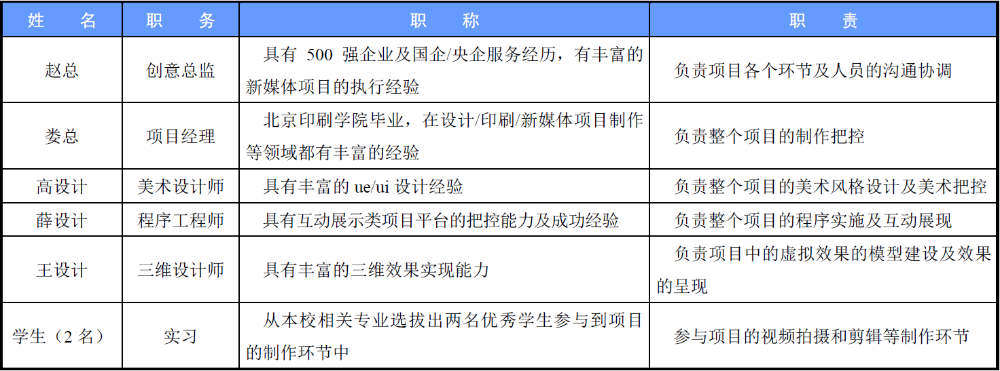 姓 名 职 务 职 称 职 责
赵总 创意总监 具有 500 强企业及国企/央企服务经历，有丰富的 负责项目各个环节及人员的沟通协调
新媒体项目的执行经验
娄总 项目经理 北京印刷学院毕业，在设计/印刷/新媒体项目制作 负责整个项目的制作把控
等领域都有丰富的经验
高设计 美术设计师 具有丰富的 ue/ui 设计经验 负责整个项目的美术风格设计及美术把控
薛设计 程序工程师 具有互动展示类项目平台的把控能力及成功经验 负责整个项目的程序实施及互动展现
王设计 三维设计师 具有丰富的三维效果实现能力 负责项目中的虚拟效果的模型建设及效果
的呈现
学生（2 名） 实习 从本校相关专业选拔出两名优秀学生参与到项目 参与项目的视频拍摄和剪辑等制作环节
的制作环节中